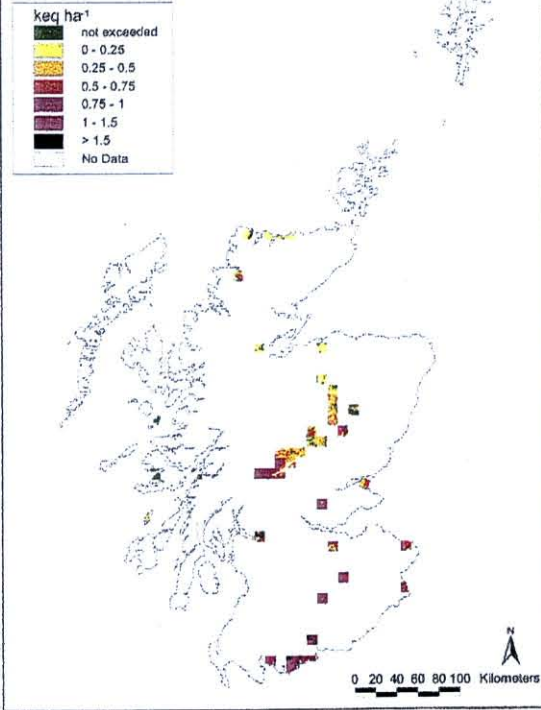 keq ha⁻¹
not exceeded
0 - 0.25
0.25 - 0.5
0.5 - 0.75
0.75 - 1
1 - 1.5
> 1.5
No Data
N
0 20 40 60 80 100 Kilometers